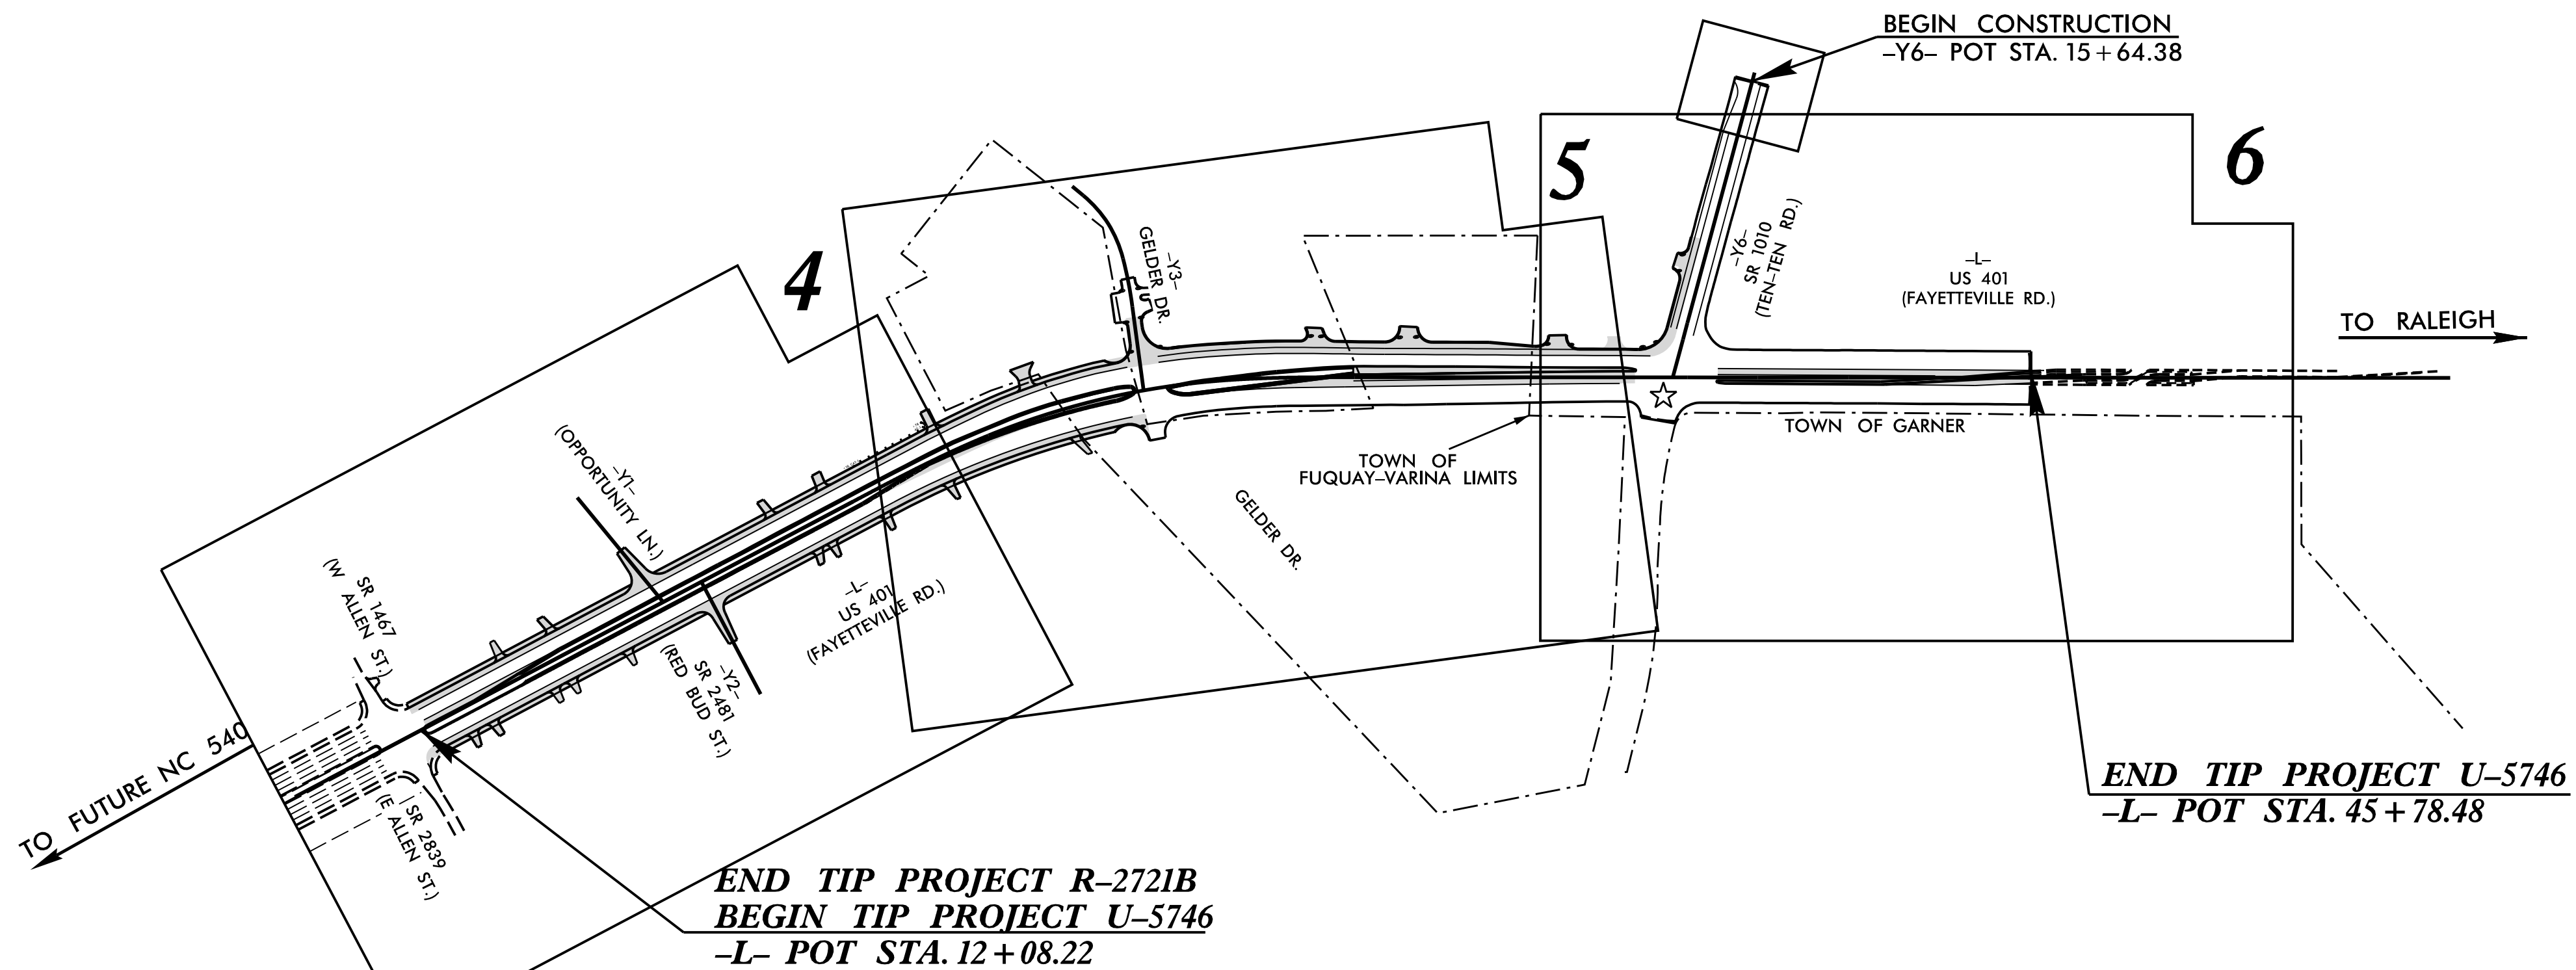 BEGIN CONSTRUCTION
–Y6– POT STA. 15+64.38
5
6
4
–Y3–
GELDER DR.
–Y6–
SR 1010
(TEN–TEN RD.)
–L–
US 401
(FAYETTEVILLE RD.)
TO RALEIGH
–Y1–
(OPPORTUNITY LN.)
TOWN OF GARNER
TOWN OF
FUQUAY–VARINA LIMITS
GELDER DR.
SR 1467
(W ALLEN ST.)
–L–
US 401
(FAYETTEVILLE RD.)
–Y2–
SR 2481
(RED BUD ST.)
TO FUTURE NC 540
SR 2839
(E ALLEN ST.)
END TIP PROJECT U–5746
–L– POT STA. 45+78.48
END TIP PROJECT R–2721B
BEGIN TIP PROJECT U–5746
–L– POT STA. 12+08.22